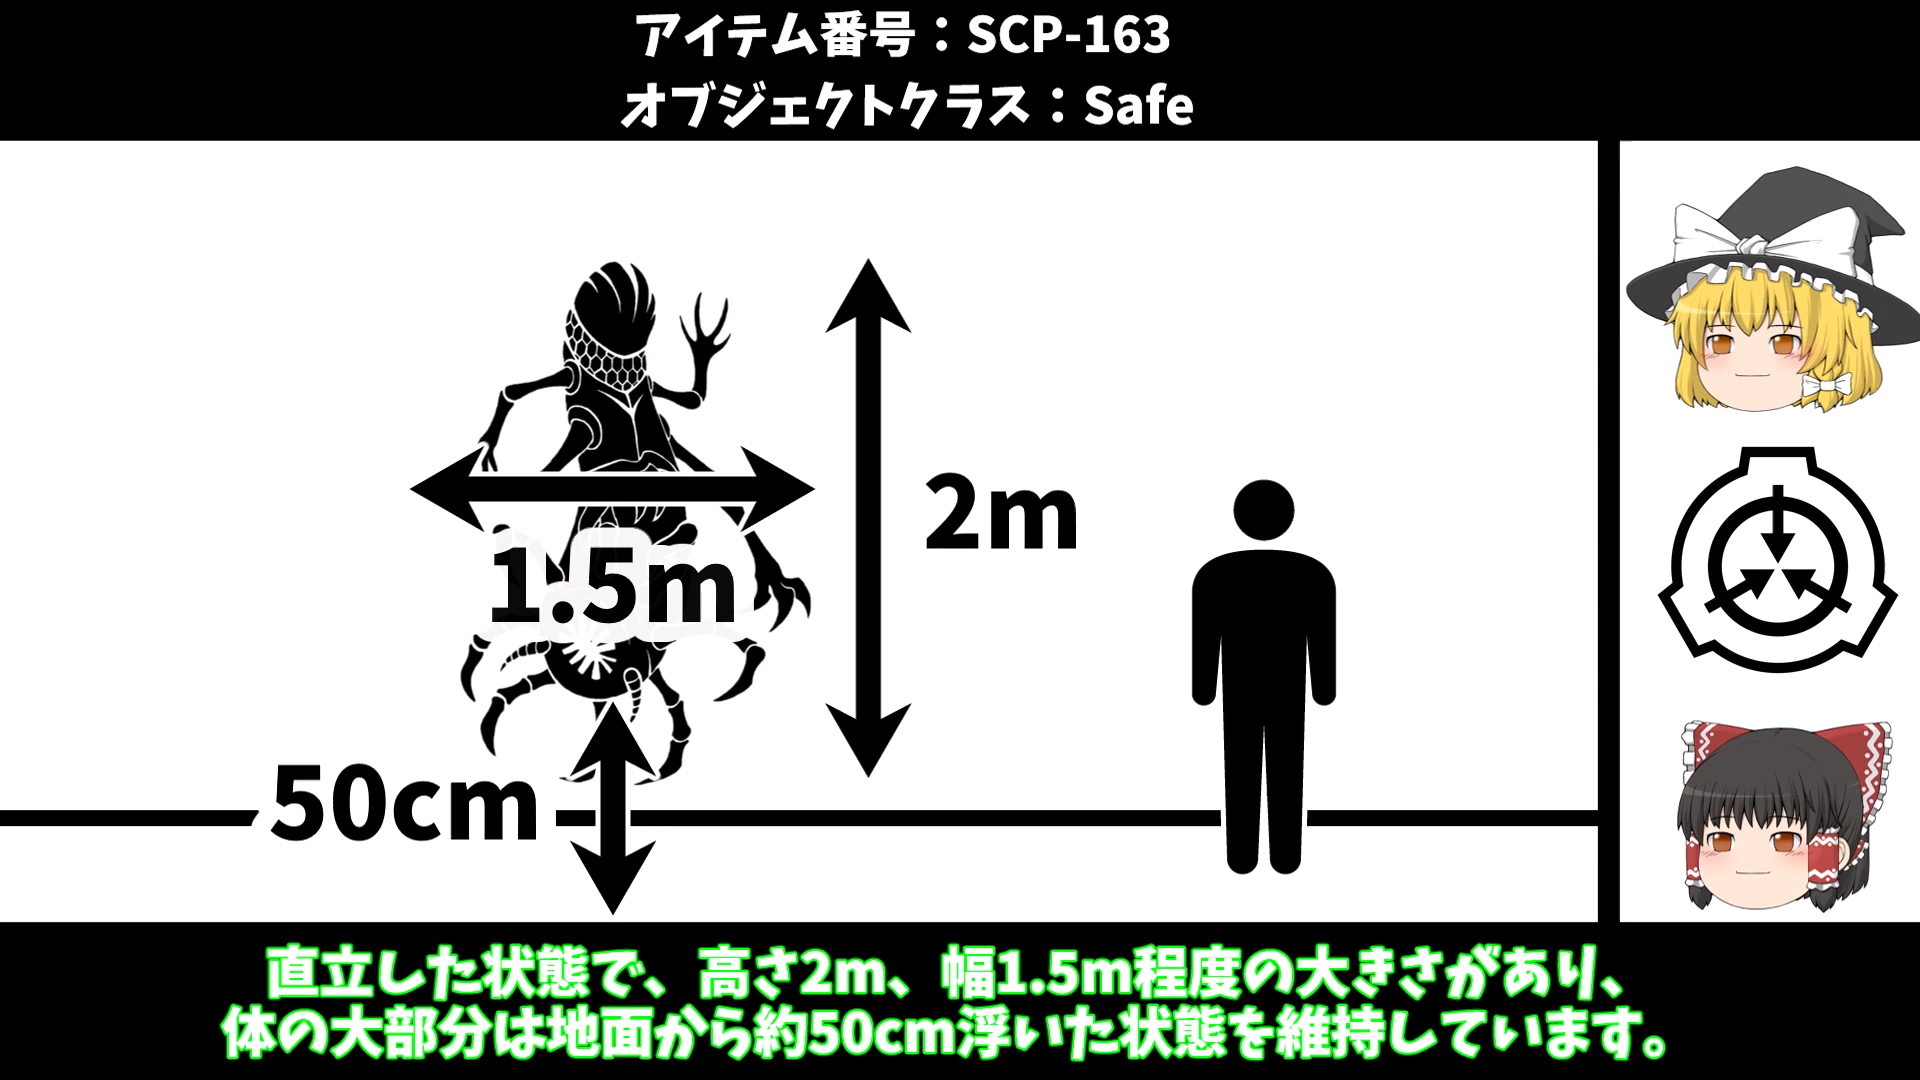 アイテム番号：SCP-163
オブジェクトクラス：Safe
2m
1.5m
50cm
直立した状態で、高さ2m、幅1.5m程度の大きさがあり、
体の大部分は地面から約50cm浮いた状態を維持しています。